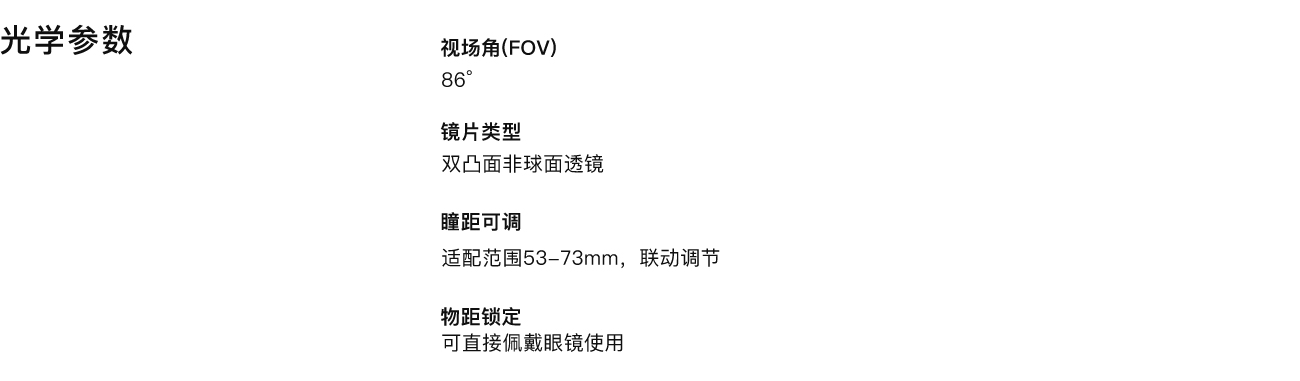 光学参数
视场角(FOV)
86°
镜片类型
双凸面非球面透镜
瞳距可调
适配范围53-73mm，联动调节
物距锁定
可直接佩戴眼镜使用